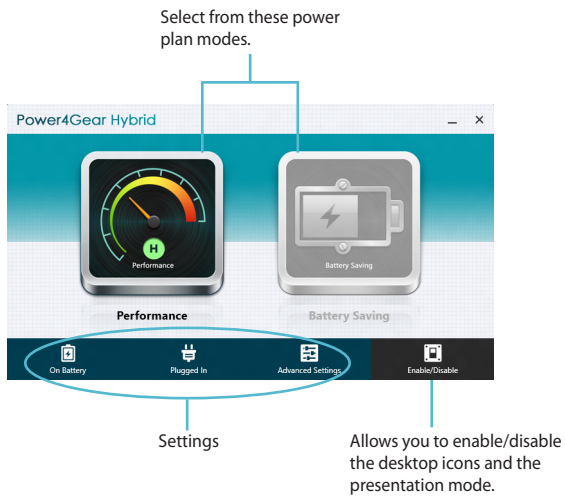 Select from these power
plan modes.
Power4Gear Hybrid
H
Performance
Battery Saving
Performance
Battery Saving
On Battery
Plugged In
Advanced Settings
Enable/Disable
Settings
Allows you to enable/disable
the desktop icons and the
presentation mode.